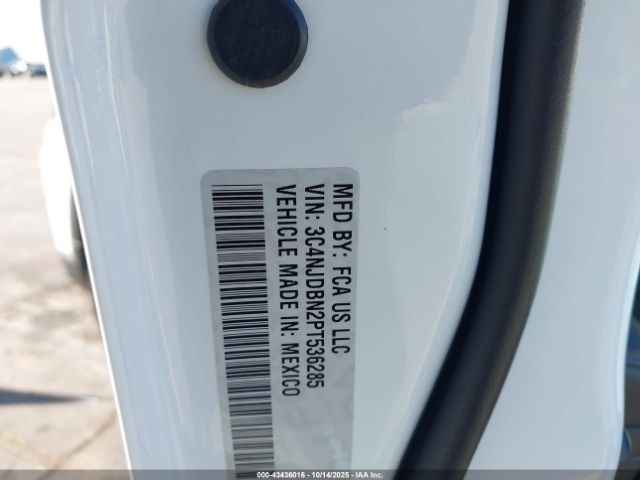 MFD BY: FCA US LLC
VIN: 3C4NJDBN2PT536285
VEHICLE MADE IN: MEXICO
000-43436016 | 10/14/2025 | IAA, Inc.